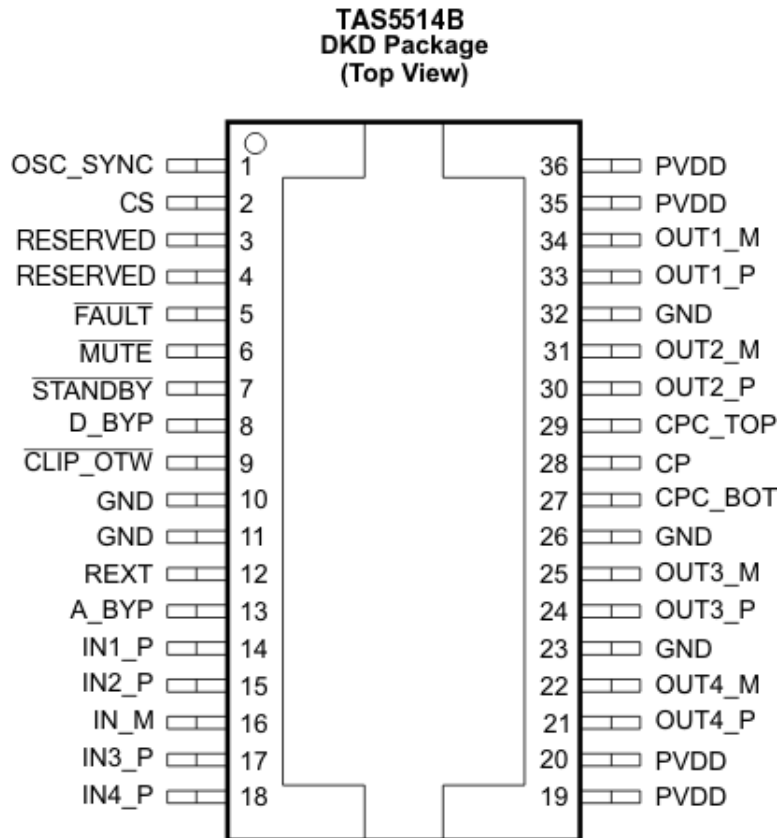 TAS5514B
DKD Package
(Top View)
OSC_SYNC 1 36 PVDD
CS 2 35 PVDD
RESERVED 3 34 OUT1_M
RESERVED 4 33 OUT1_P
FAULT 5 32 GND
MUTE 6 31 OUT2_M
STANDBY 7 30 OUT2_P
D_BYP 8 29 CPC_TOP
CLIP_OTW 9 28 CP
GND 10 27 CPC_BOT
GND 11 26 GND
REXT 12 25 OUT3_M
A_BYP 13 24 OUT3_P
IN1_P 14 23 GND
IN2_P 15 22 OUT4_M
IN_M 16 21 OUT4_P
IN3_P 17 20 PVDD
IN4_P 18 19 PVDD